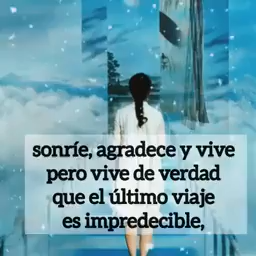 sonríe, agradece y vive
pero vive de verdad
que el último viaje
es impredecible,